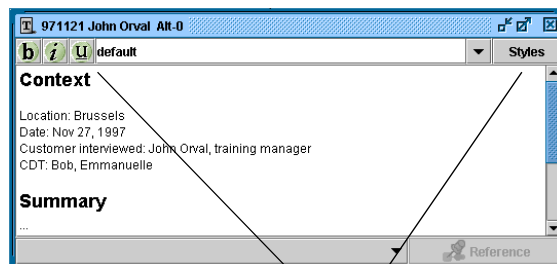 971121 John Orval Alt-0
b i u default Styles
Context
Location: Brussels
Date: Nov 27, 1997
Customer interviewed: John Orval, training manager
CDT: Bob, Emmanuelle
Summary
...
Reference